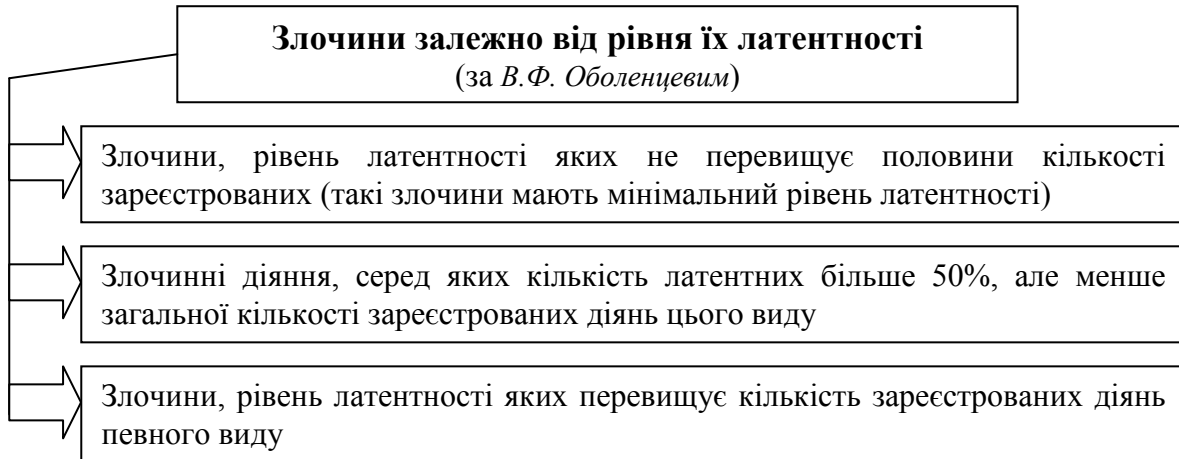 Злочини залежно від рівня їх латентності
(за В.Ф. Оболенцевим)
Злочини, рівень латентності яких не перевищує половини кількості
зареєстрованих (такі злочини мають мінімальний рівень латентності)
Злочинні діяння, серед яких кількість латентних більше 50%, але менше
загальної кількості зареєстрованих діянь цього виду
Злочини, рівень латентності яких перевищує кількість зареєстрованих діянь
певного виду